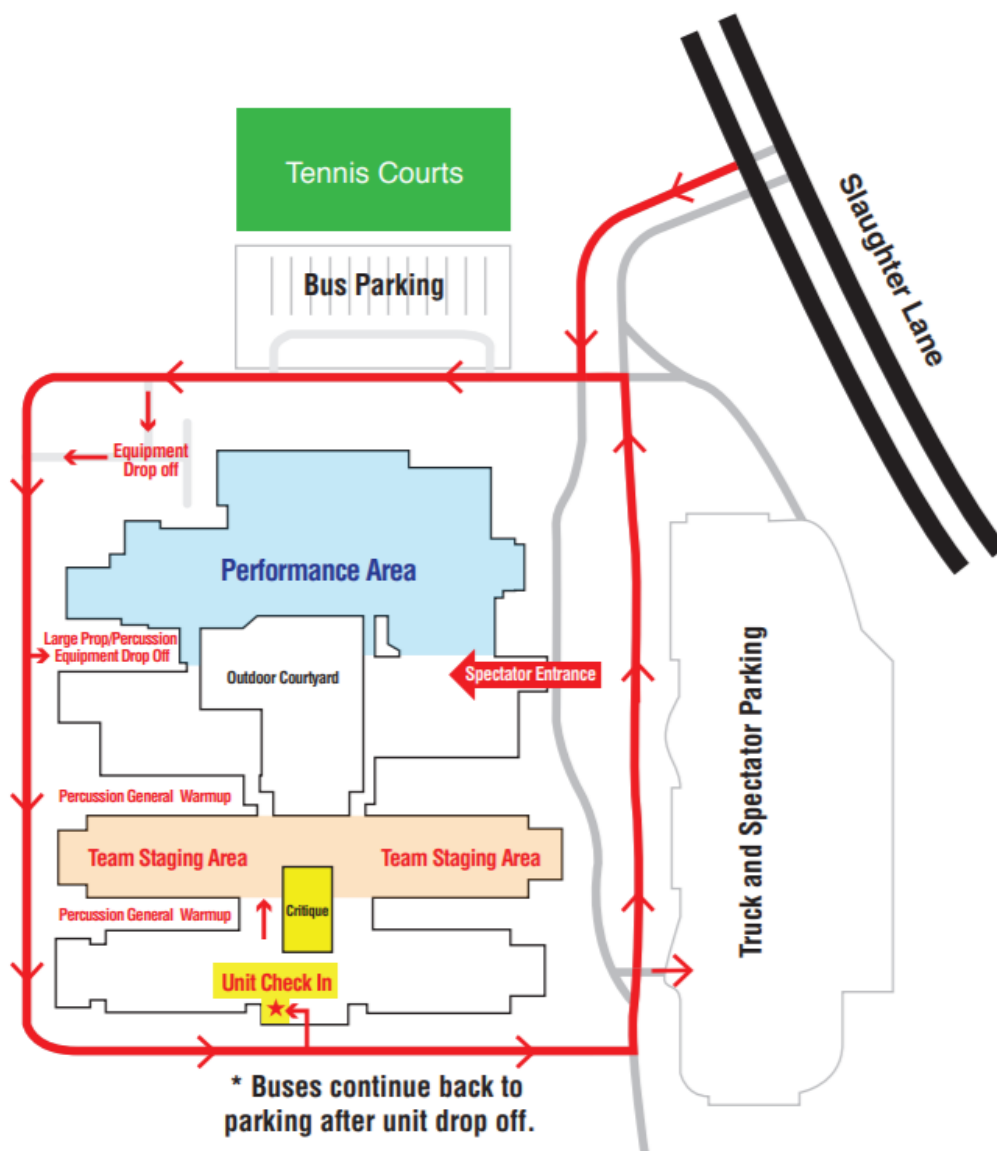 Tennis Courts
Bus Parking
Slaughter Lane
Equipment
Drop off
Performance Area
Large Prop/Percussion
Equipment Drop Off
Outdoor Courtyard
Spectator Entrance
Truck and Spectator Parking
Percussion General Warmup
Team Staging Area
Team Staging Area
Critique
Percussion General Warmup
Unit Check In
* Buses continue back to
parking after unit drop off.